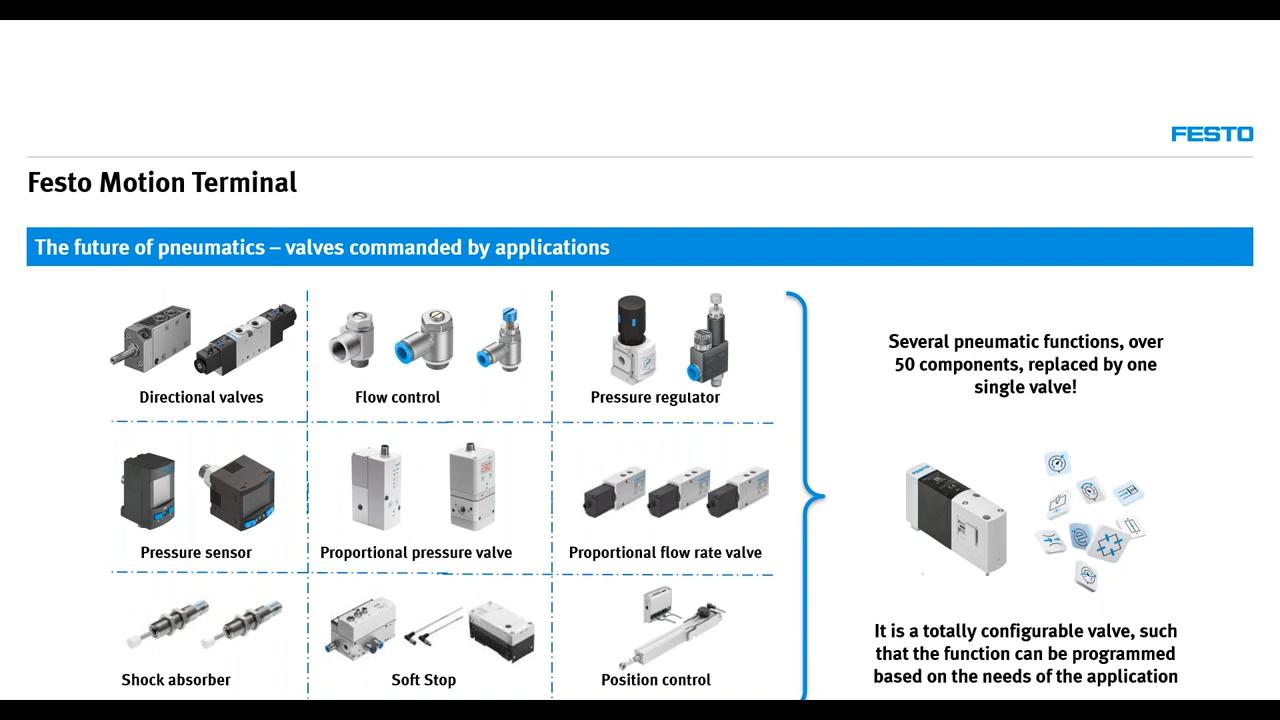 FESTO
Festo Motion Terminal
The future of pneumatics – valves commanded by applications
Directional valves
Flow control
Pressure regulator
Several pneumatic functions, over
50 components, replaced by one
single valve!
Pressure sensor
Proportional pressure valve
Proportional flow rate valve
FESTO
Shock absorber
Soft Stop
Position control
It is a totally configurable valve, such
that the function can be programmed
based on the needs of the application